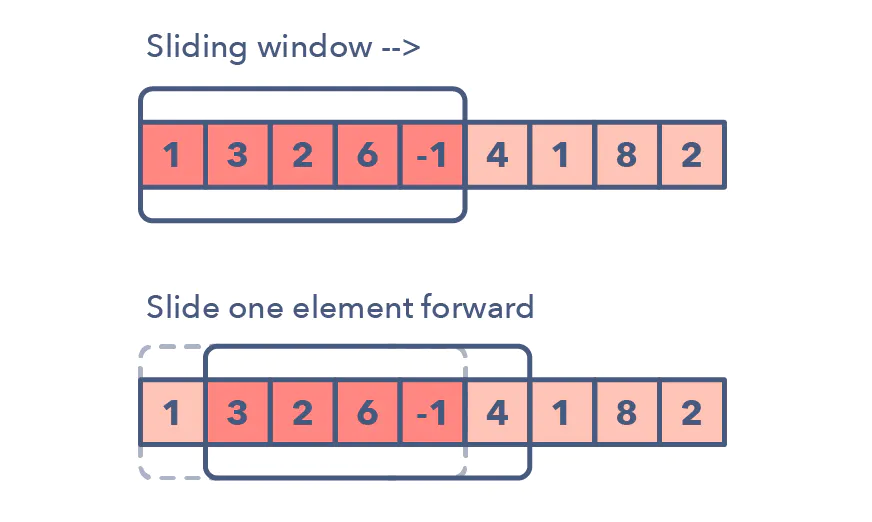 Sliding window -->
1 3 2 6 -1 4 1 8 2
Slide one element forward
1 3 2 6 -1 4 1 8 2